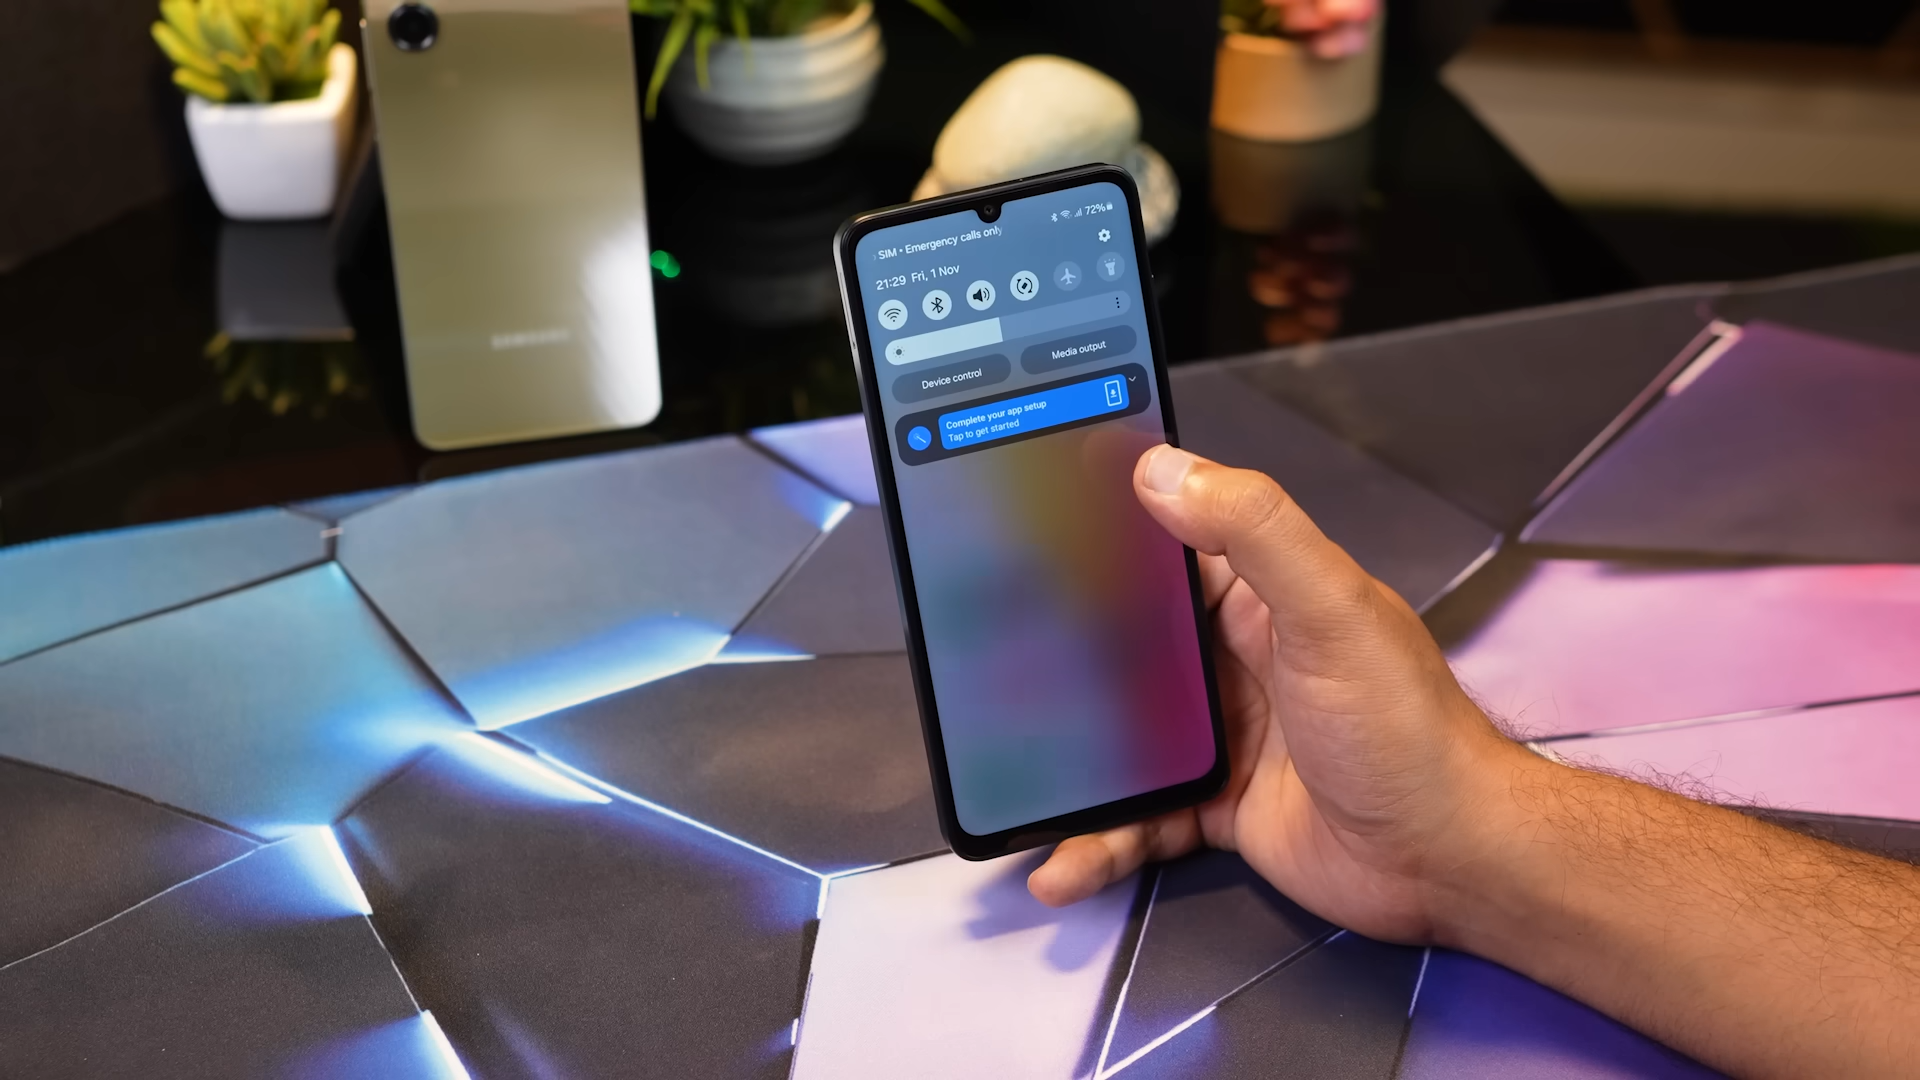 SIM • Emergency calls only
72%
21:29 Fri, 1 Nov
Device control
Media output
Complete your app setup
Tap to get started
SAMSUNG